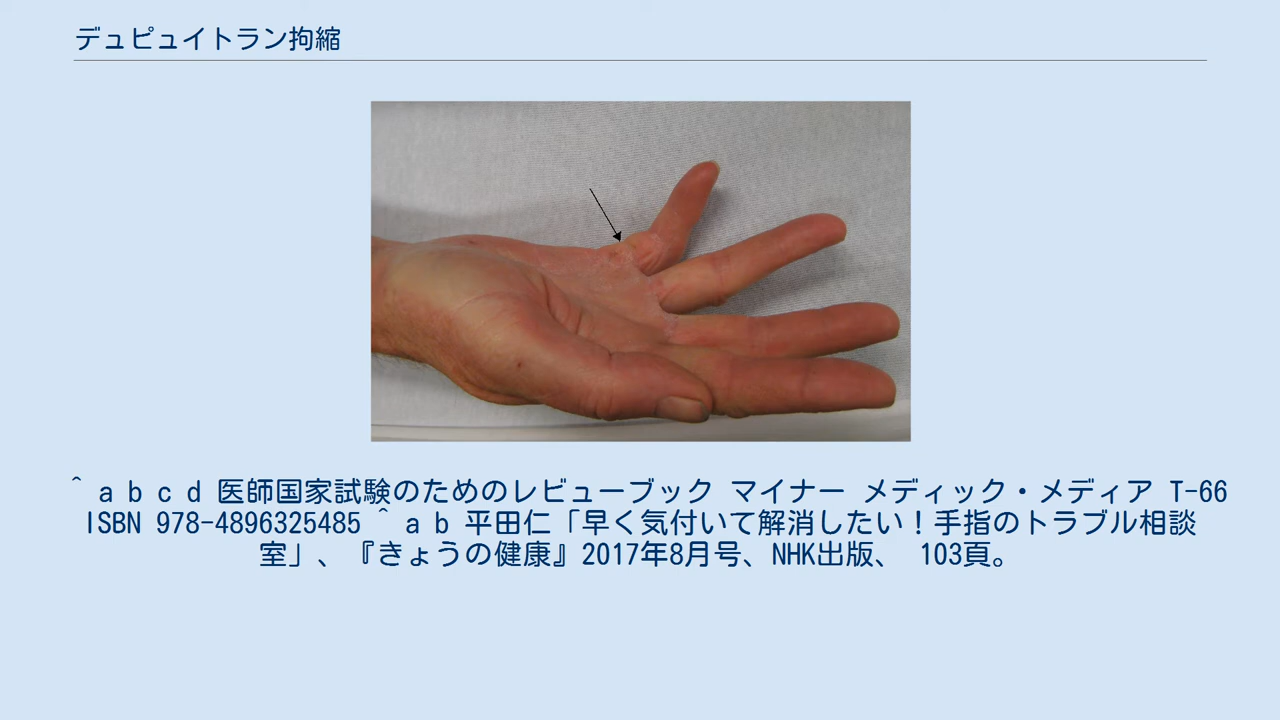 デュピュイトラン拘縮
^ a b c d 医師国家試験のためのレビューブック マイナー メディック・メディア T-66
ISBN 978-4896325485 ^ a b 平田仁「早く気付いて解消したい！手指のトラブル相談
室」、『きょうの健康』2017年8月号、NHK出版、 103頁。